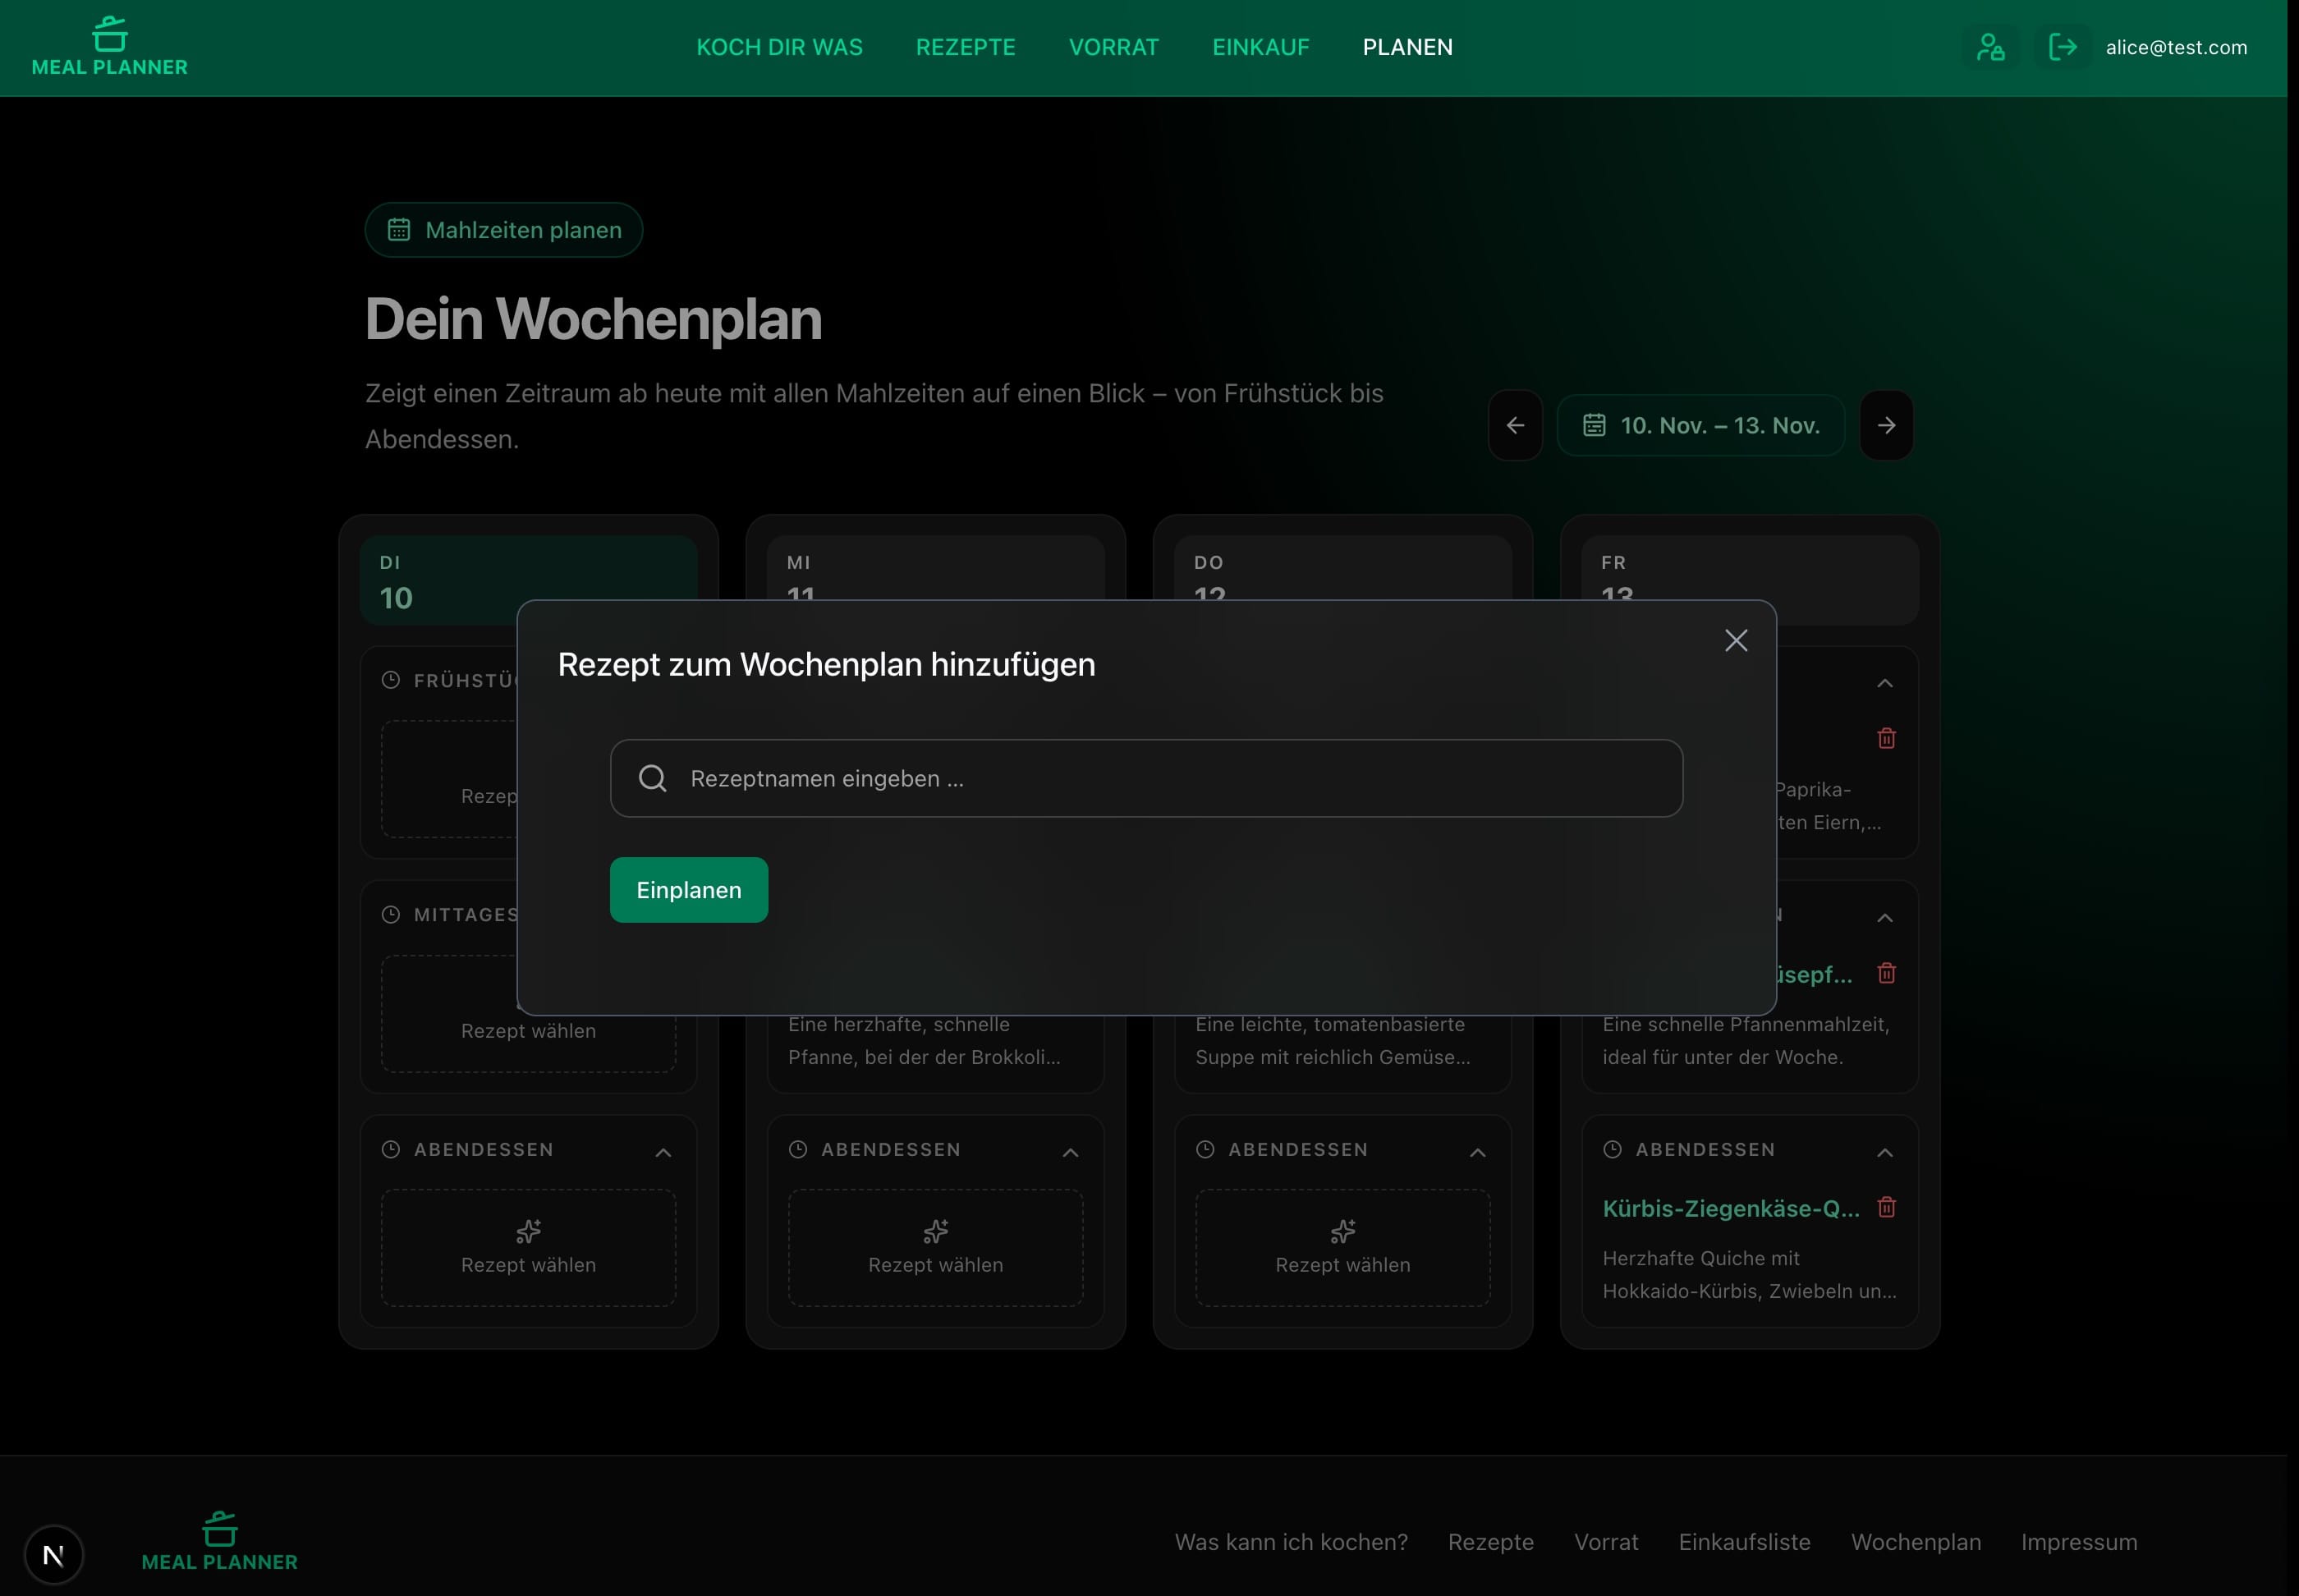 MEAL PLANNER
KOCH DIR WAS
REZEPTE
VORRAT
EINKAUF
PLANEN
alice@test.com
Mahlzeiten planen
Dein Wochenplan
Zeigt einen Zeitraum ab heute mit allen Mahlzeiten auf einen Blick – von Frühstück bis
Abendessen.
10. Nov. – 13. Nov.
DI
10
MI
11
DO
12
FR
13
Rezept zum Wochenplan hinzufügen
Rezeptnamen eingeben ...
Einplanen
Paprika-
Eiern,...
MITTAGES
Rezept wählen
Eine herzhafte, schnelle
Pfanne, bei der der Brokkoli...
Eine leichte, tomatenbasierte
Suppe mit reichlich Gemüse...
Eine schnelle Pfannenmahlzeit,
ideal für unter der Woche.
ABENDESSEN
Rezept wählen
ABENDESSEN
Rezept wählen
ABENDESSEN
Rezept wählen
ABENDESSEN
Kürbis-Ziegenkäse-Q...
Herzhafte Quiche mit
Hokkaido-Kürbis, Zwiebeln un...
N
MEAL PLANNER
Was kann ich kochen?
Rezepte
Vorrat
Einkaufsliste
Wochenplan
Impressum